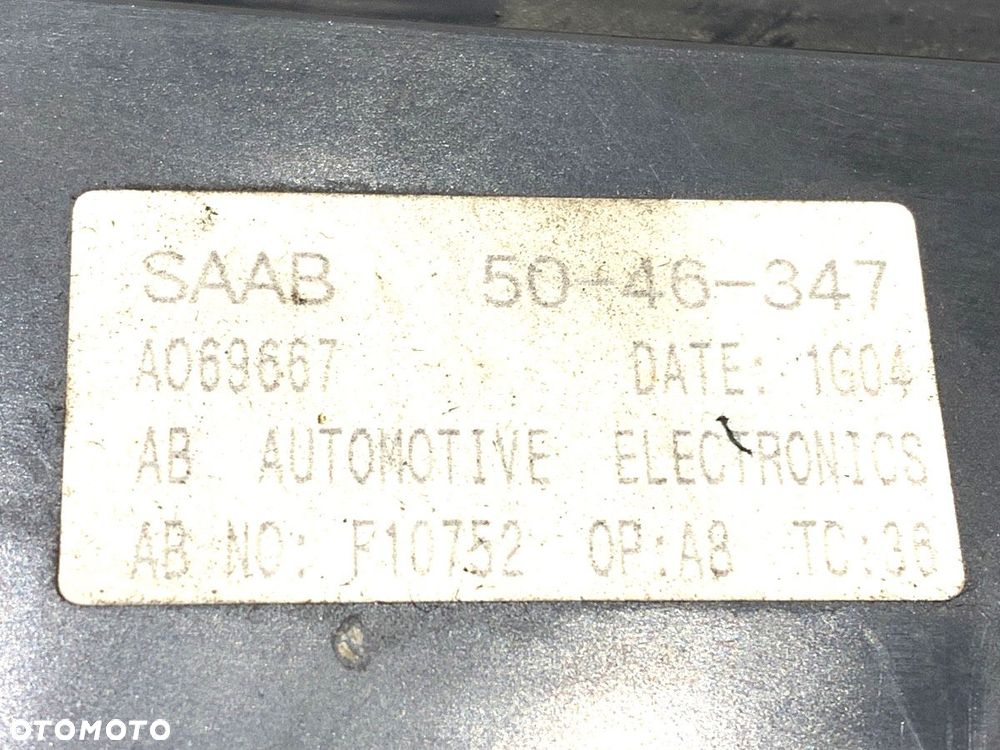 SAAB 50-46-347
A069667 DATE: 1G04
AB AUTOMOTIVE ELECTRONICS
AB NO: F10752 OP:A8 TC:36
OTOMOTO